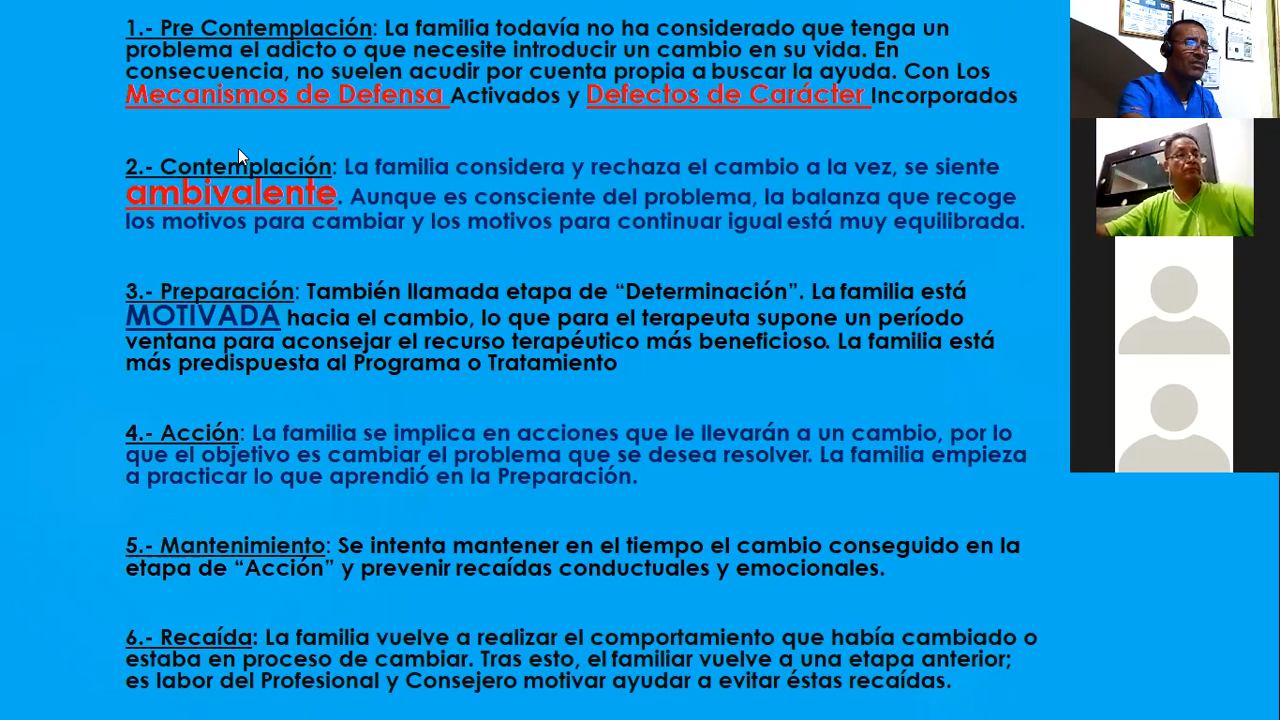 1.- Pre Contemplación: La familia todavía no ha considerado que tenga un
problema el adicto o que necesite introducir un cambio en su vida. En
consecuencia, no suelen acudir por cuenta propia a buscar la ayuda. Con Los
Mecanismos de Defensa Activados y Defectos de Carácter Incorporados
2.- Contemplación: La familia considera y rechaza el cambio a la vez, se siente
ambivalente. Aunque es consciente del problema, la balanza que recoge
los motivos para cambiar y los motivos para continuar igual está muy equilibrada.
3.- Preparación: También llamada etapa de “Determinación”. La familia está
MOTIVADA hacia el cambio, lo que para el terapeuta supone un período
ventana para aconsejar el recurso terapéutico más beneficioso. La familia está
más predispuesta al Programa o Tratamiento
4.- Acción: La familia se implica en acciones que le llevarán a un cambio, por lo
que el objetivo es cambiar el problema que se desea resolver. La familia empieza
a practicar lo que aprendió en la Preparación.
5.- Mantenimiento: Se intenta mantener en el tiempo el cambio conseguido en la
etapa de “Acción” y prevenir recaídas conductuales y emocionales.
6.- Recaída: La familia vuelve a realizar el comportamiento que había cambiado o
estaba en proceso de cambiar. Tras esto, el familiar vuelve a una etapa anterior;
es labor del Profesional y Consejero motivar ayudar a evitar éstas recaídas.